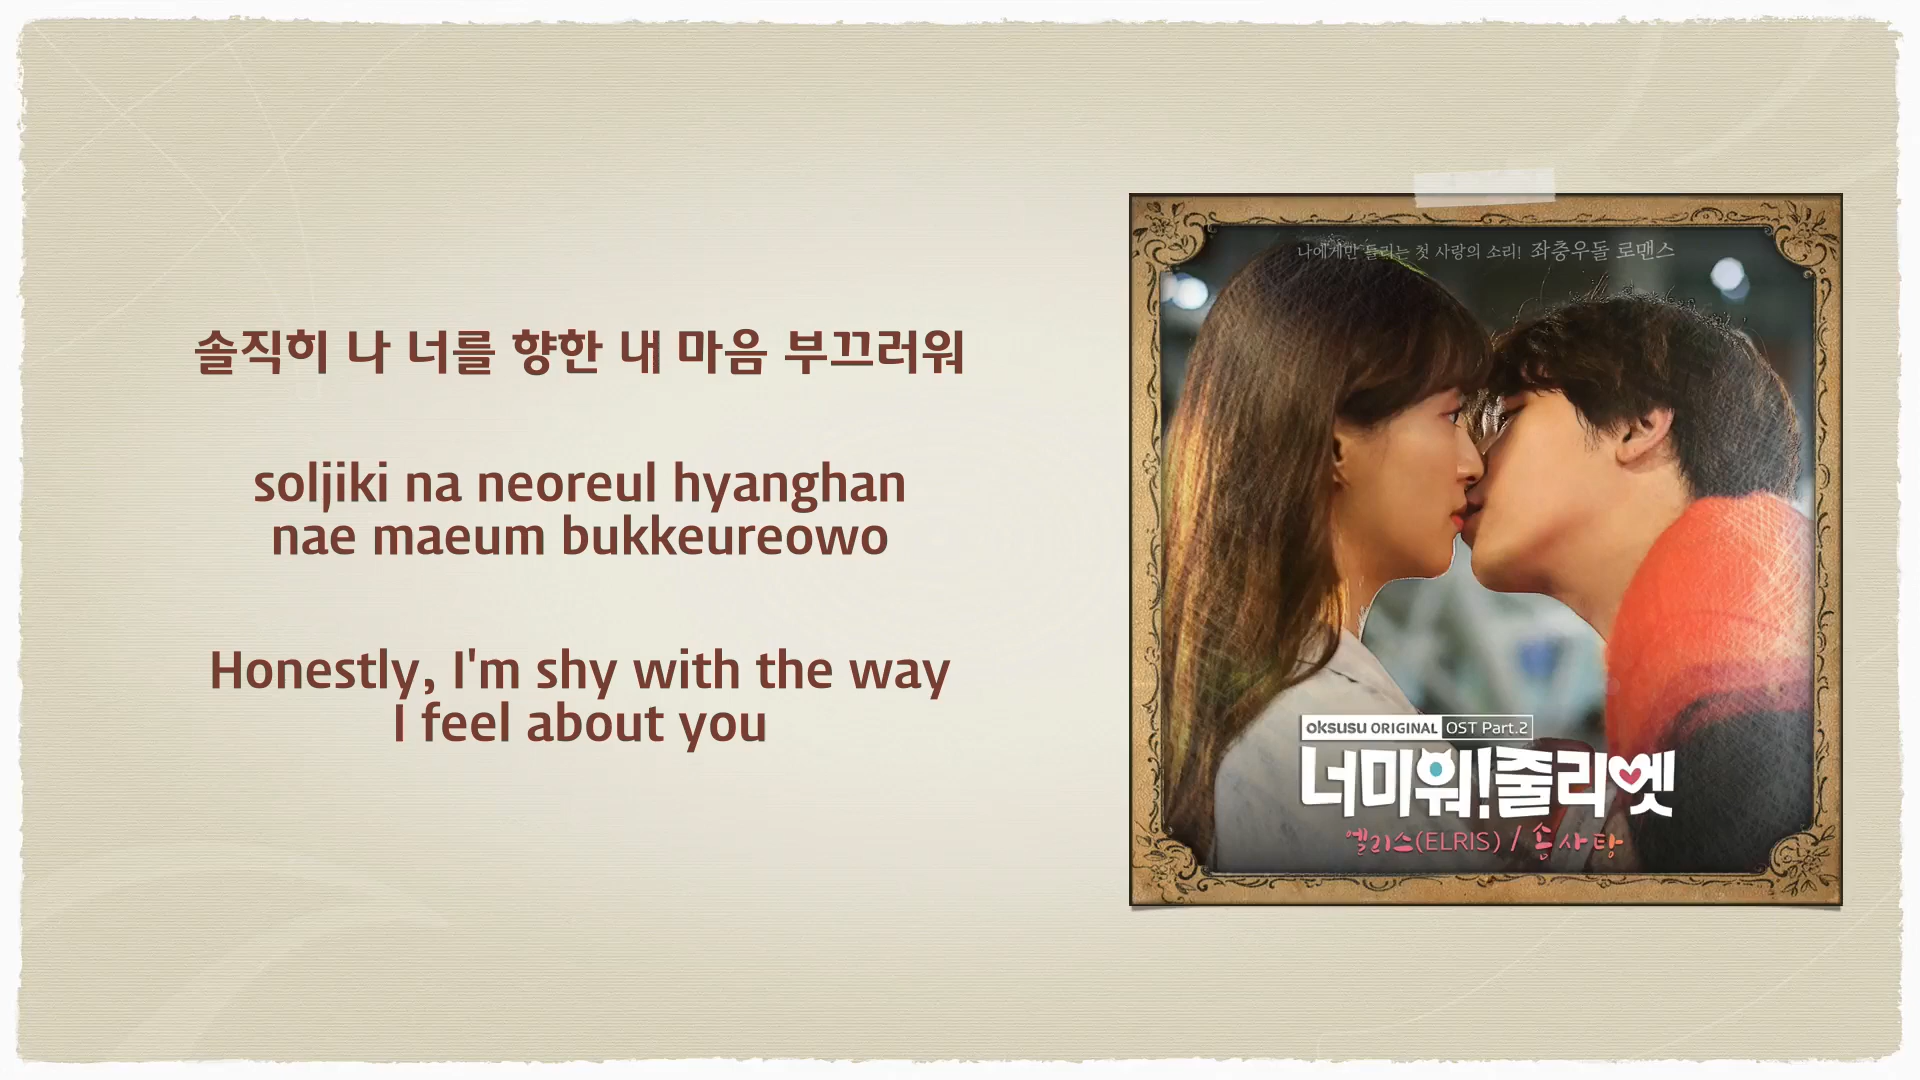 솔직히 나 너를 향한 내 마음 부끄러워
soljiki na neoreul hyanghan
nae maeum bukkeureowo
Honestly, I'm shy with the way
I feel about you
나에게만 들리는 첫 사랑의 소리! 좌충우돌 로맨스
oksusu ORIGINAL OST Part.2
너미워!줄리엣
엘리스(ELRIS) / 솜사탕